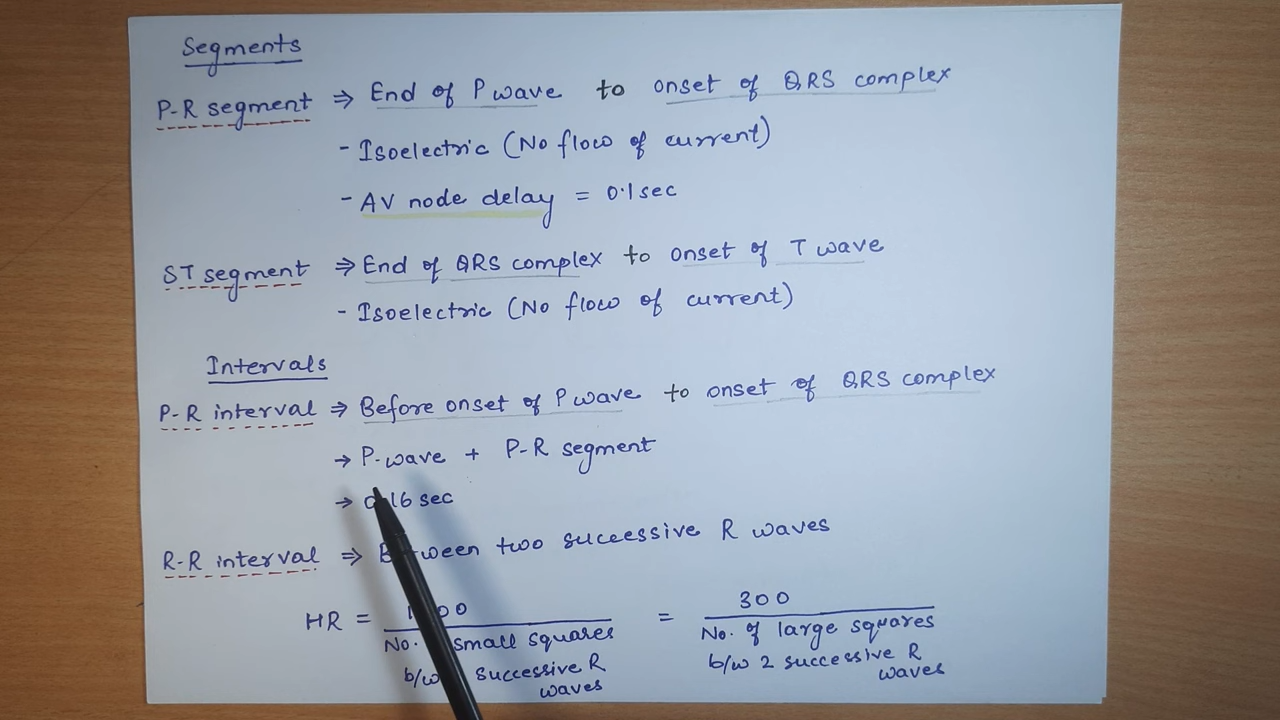 Segments
P-R segment ⇒ End of P wave to onset of QRS complex
- Isoelectric (No flow of current)
- AV node delay = 0.1 sec
ST segment ⇒ End of QRS complex to onset of T wave
- Isoelectric (No flow of current)
Intervals
P-R interval ⇒ Before onset of P wave to onset of QRS complex
→ P-wave + P-R segment
→ 0.16 sec
R-R interval ⇒ Between two successive R waves
HR = / No. small squares b/w successive R waves = 300 / No. of large squares b/w 2 successive R waves